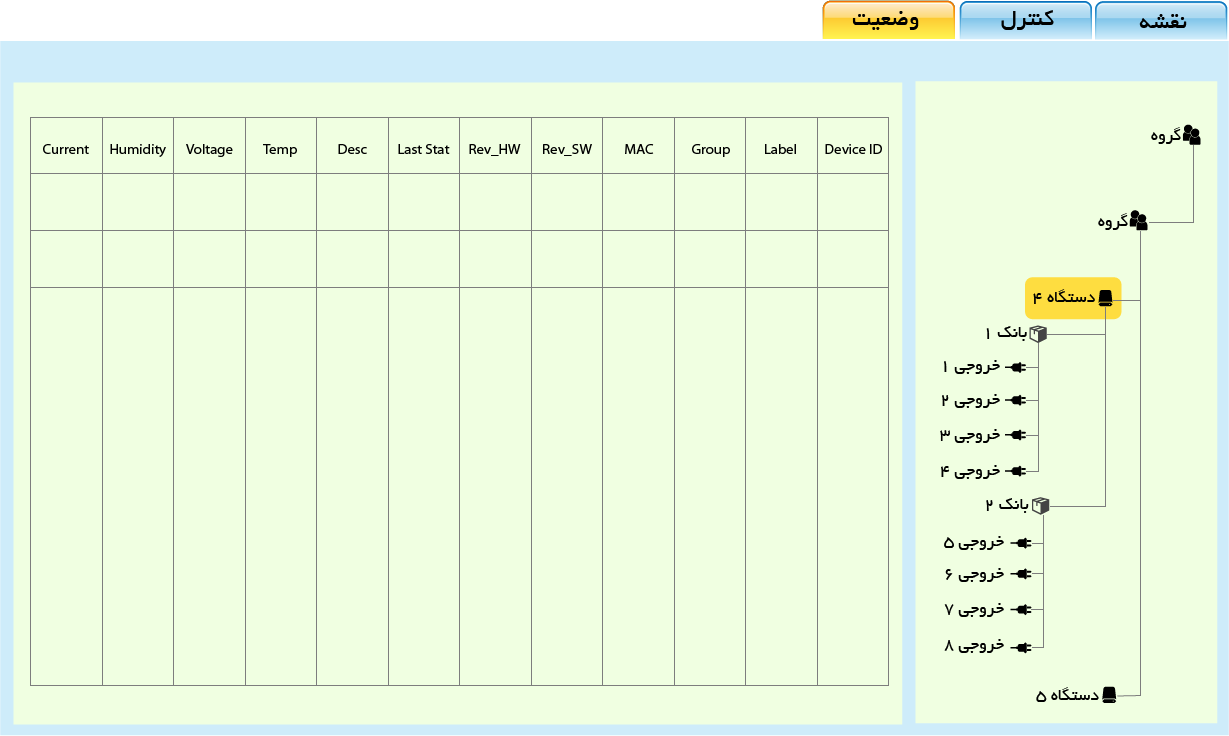 نقشه
کنترل
وضعیت
گروه
گروه
دستگاه ۴
بانک ۱
خروجی ۱
خروجی ۲
خروجی ۳
خروجی ۴
بانک ۲
خروجی ۵
خروجی ۶
خروجی ۷
خروجی ۸
دستگاه ۵
Current Humidity Voltage Temp Desc Last Stat Rev_HW Rev_SW MAC Group Label Device ID